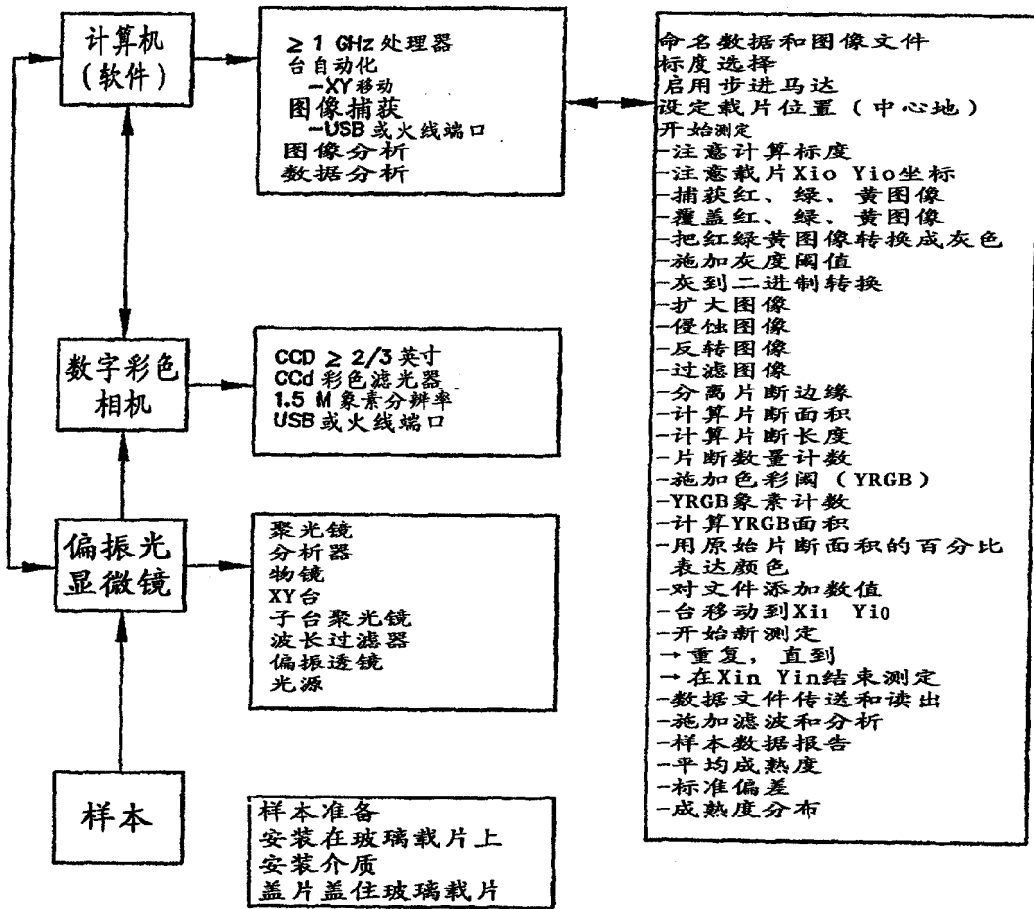 计算机
(软件)
≥ 1 GHz 处理器
台自动化
-XY 移动
图像捕获
-USB 或火线端口
图像分析
数据分析
命名数据和图像文件
标度选择
启用步进马达
设定载片位置（中心地）
开始测定
-注意计算标度
-注意载片Xio Yio坐标
-捕获红、绿、黄图像
-覆盖红、绿、黄图像
-把红绿黄图像转换成灰色
-施加灰度阈值
-灰到二进制转换
-扩大图像
-侵蚀图像
-反转图像
-过滤图像
-分离片断边缘
-计算片断面积
-计算片断长度
-片断数量计数
-施加色彩阈（YRGB）
-YRGB象素计数
-计算YRGB面积
-用原始片断面积的百分比
表达颜色
-对文件添加数值
-台移动到Xi1 Yi0
-开始新测定
→重复，直到
→在Xin Yin结束测定
-数据文件传送和读出
-施加滤波和分析
-样本数据报告
-平均成熟度
-标准偏差
-成熟度分布
数字彩色
相机
CCD ≥ 2/3 英寸
CCd 彩色滤光器
1.5 M 象素分辨率
USB 或火线端口
偏振光
显微镜
聚光镜
分析器
物镜
XY台
子台聚光镜
波长过滤器
偏振透镜
光源
样本
样本准备
安装在玻璃载片上
安装介质
盖片盖住玻璃载片